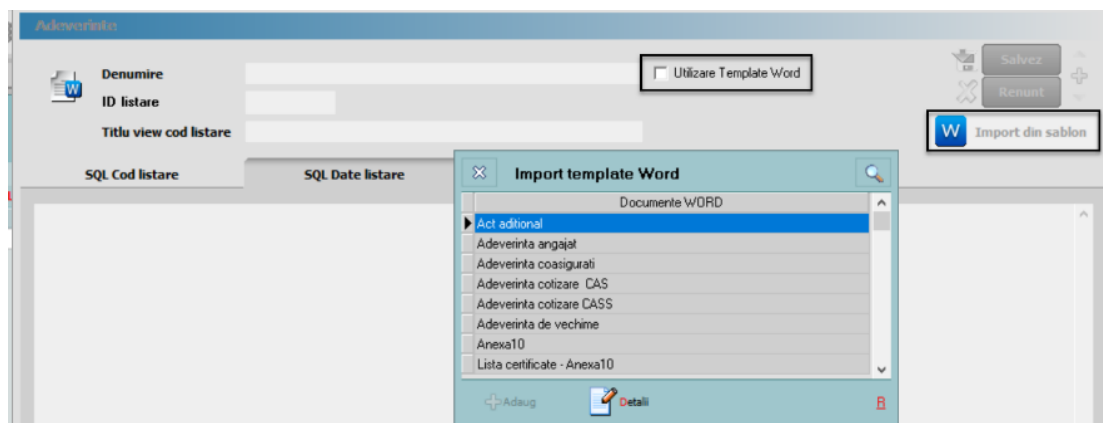 Adeverinte
Denumire
Utilizare Template Word
Salvez
ID listare
Renunt
Titlu view cod listare
W Import din sablon
SQL Cod listare
SQL Date listare
Import template Word
Documente WORD
Act aditional
Adeverinta angajat
Adeverinta coasigurati
Adeverinta cotizare CAS
Adeverinta cotizare CASS
Adeverinta de vechime
Anexa10
Lista certificate - Anexa10
Adaug
Detalii
R